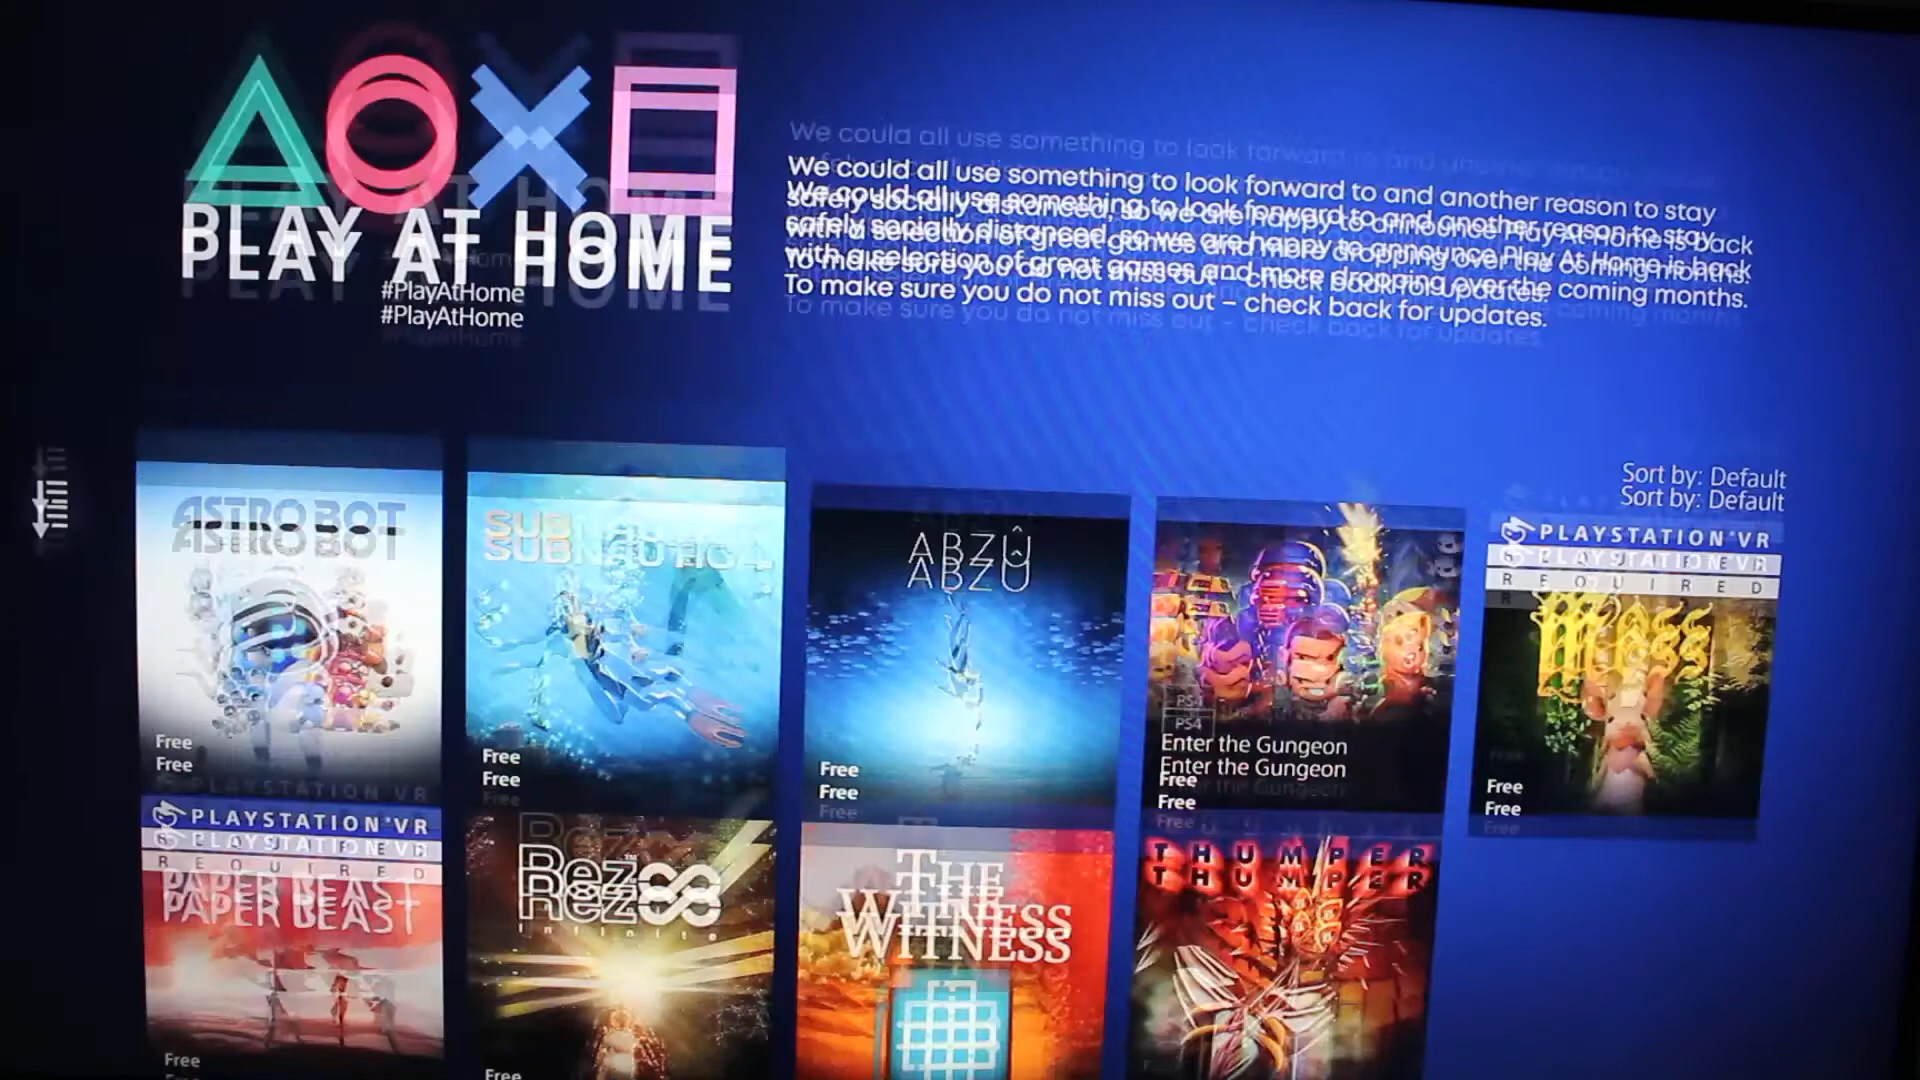 PLAY AT HOME
#PlayAtHome
We could all use something to look forward to and another reason to stay
safely socially distanced, so we are happy to announce Play At Home is back
with a selection of great games and more dropping over the coming months.
To make sure you do not miss out – check back for updates.
Sort by: Default
ASTRO BOT
Free
SUBNAUTICA
Free
ABZÛ
Free
PS4
Enter the Gungeon
Free
PLAYSTATION®VR
REQUIRED
Moss
Free
PLAYSTATION®VR
REQUIRED
PAPER BEAST
Free
Rez™
Infinite
Free
THE
WITNESS
THUMPER